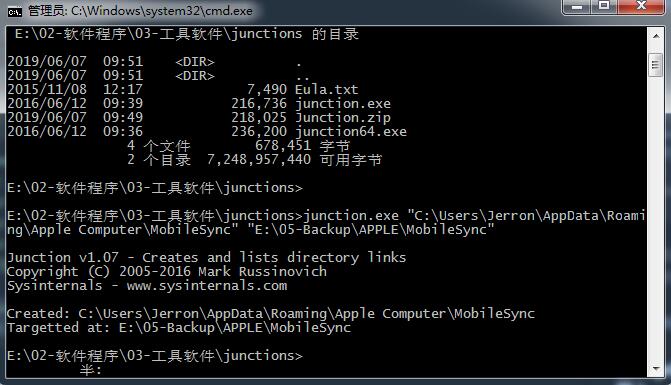 管理员: C:\Windows\system32\cmd.exe
E:\02-软件程序\03-工具软件\junctions 的目录
2019/06/07  09:51    <DIR>          .
2019/06/07  09:51    <DIR>          ..
2015/11/08  12:17             7,490 Eula.txt
2016/06/12  09:39           216,736 junction.exe
2019/06/07  09:49           218,025 Junction.zip
2016/06/12  09:36           236,200 junction64.exe
4 个文件        678,451 字节
2 个目录  7,248,957,440 可用字节
E:\02-软件程序\03-工具软件\junctions>
E:\02-软件程序\03-工具软件\junctions>junction.exe "C:\Users\Jerron\AppData\Roami
ng\Apple Computer\MobileSync" "E:\05-Backup\APPLE\MobileSync"
Junction v1.07 - Creates and lists directory links
Copyright (C) 2005-2016 Mark Russinovich
Sysinternals - www.sysinternals.com
Created: C:\Users\Jerron\AppData\Roaming\Apple Computer\MobileSync
Targetted at: E:\05-Backup\APPLE\MobileSync
E:\02-软件程序\03-工具软件\junctions>
半: